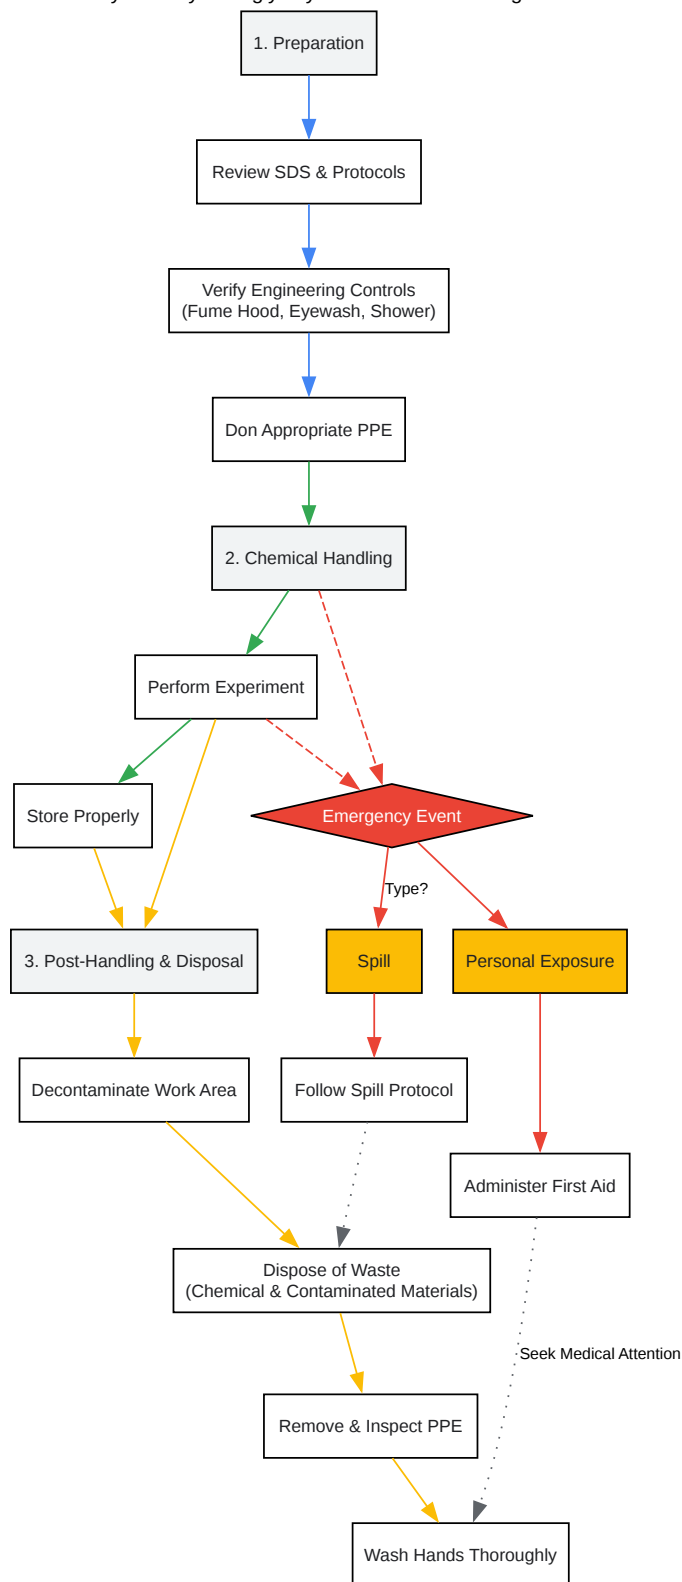 1. Preparation
Review SDS & Protocols
Verify Engineering Controls
(Fume Hood, Eyewash, Shower)
Don Appropriate PPE
2. Chemical Handling
Perform Experiment
Store Properly
Emergency Event
Type?
3. Post-Handling & Disposal
Spill
Personal Exposure
Decontaminate Work Area
Follow Spill Protocol
Administer First Aid
Dispose of Waste
(Chemical & Contaminated Materials)
Seek Medical Attention
Remove & Inspect PPE
Wash Hands Thoroughly